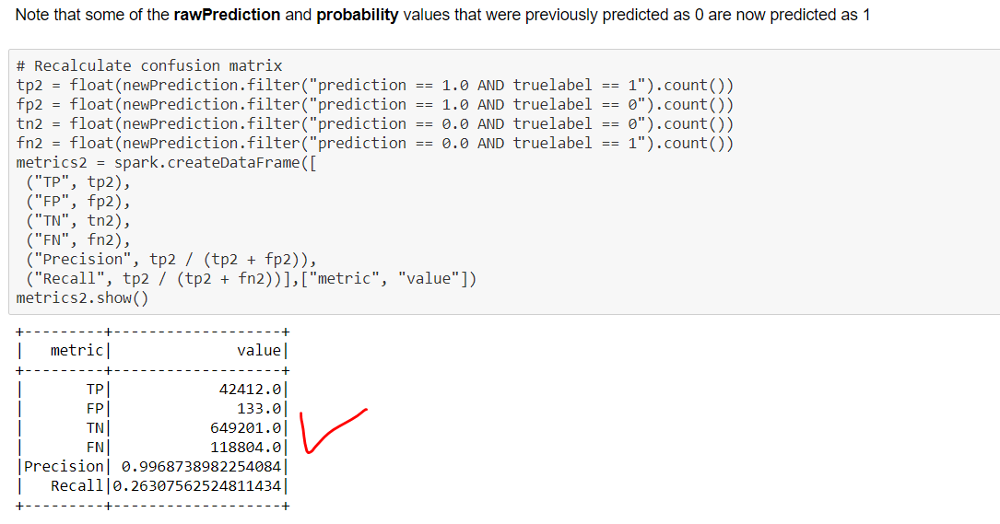 Note that some of the rawPrediction and probability values that were previously predicted as 0 are now predicted as 1
# Recalculate confusion matrix
tp2 = float(newPrediction.filter("prediction == 1.0 AND truelabel == 1").count())
fp2 = float(newPrediction.filter("prediction == 1.0 AND truelabel == 0").count())
tn2 = float(newPrediction.filter("prediction == 0.0 AND truelabel == 0").count())
fn2 = float(newPrediction.filter("prediction == 0.0 AND truelabel == 1").count())
metrics2 = spark.createDataFrame([
 ("TP", tp2),
 ("FP", fp2),
 ("TN", tn2),
 ("FN", fn2),
 ("Precision", tp2 / (tp2 + fp2)),
 ("Recall", tp2 / (tp2 + fn2))],["metric", "value"])
metrics2.show()
+---------+-------------------+
|   metric|              value|
+---------+-------------------+
|       TP|            42412.0|
|       FP|              133.0|
|       TN|           649201.0|
|       FN|           118804.0|
|Precision| 0.9968738982254084|
|   Recall|0.26307562524811434|
+---------+-------------------+